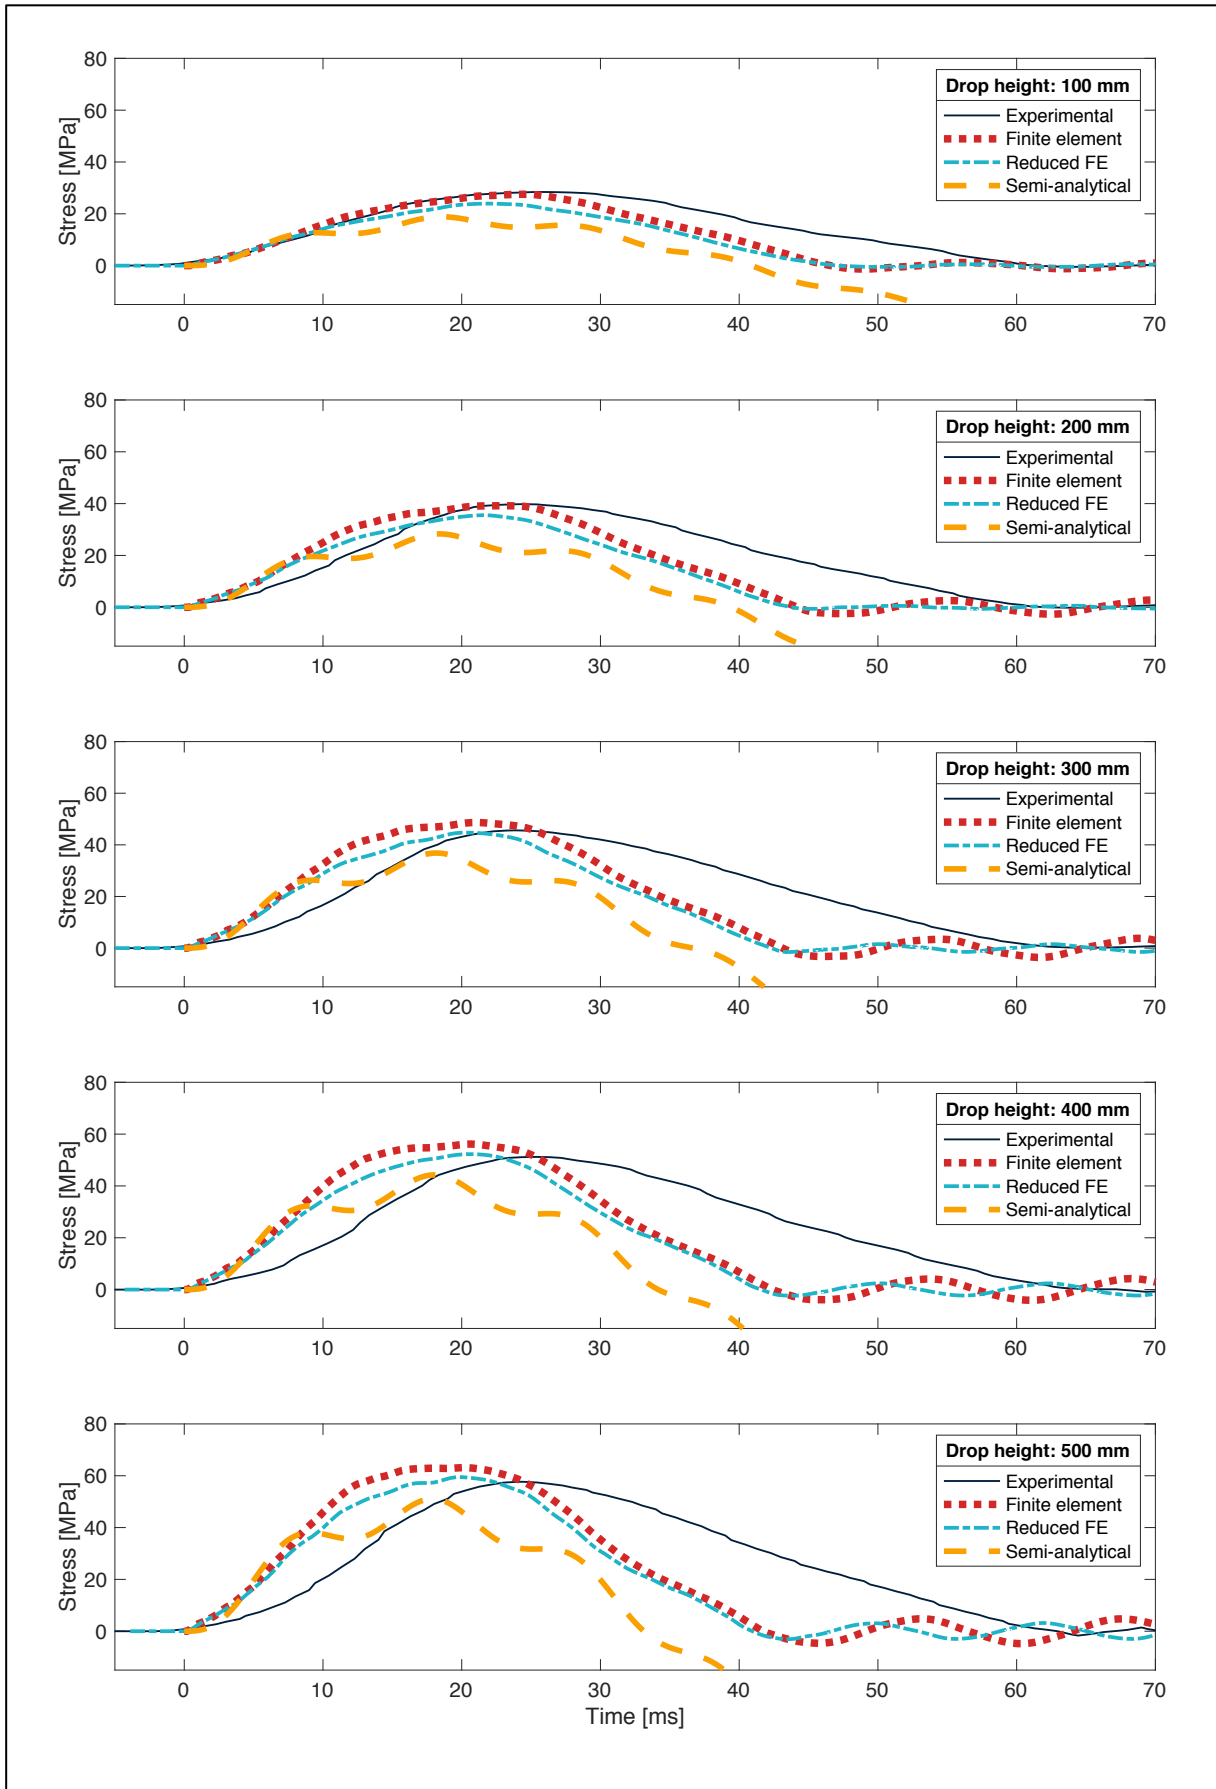 80
60
40
20
0
Stress [MPa]
Drop height: 100 mm
Experimental
Finite element
Reduced FE
Semi-analytical
0 10 20 30 40 50 60 70
80
60
40
20
0
Stress [MPa]
Drop height: 200 mm
Experimental
Finite element
Reduced FE
Semi-analytical
0 10 20 30 40 50 60 70
80
60
40
20
0
Stress [MPa]
Drop height: 300 mm
Experimental
Finite element
Reduced FE
Semi-analytical
0 10 20 30 40 50 60 70
80
60
40
20
0
Stress [MPa]
Drop height: 400 mm
Experimental
Finite element
Reduced FE
Semi-analytical
0 10 20 30 40 50 60 70
80
60
40
20
0
Stress [MPa]
Drop height: 500 mm
Experimental
Finite element
Reduced FE
Semi-analytical
0 10 20 30 40 50 60 70
Time [ms]